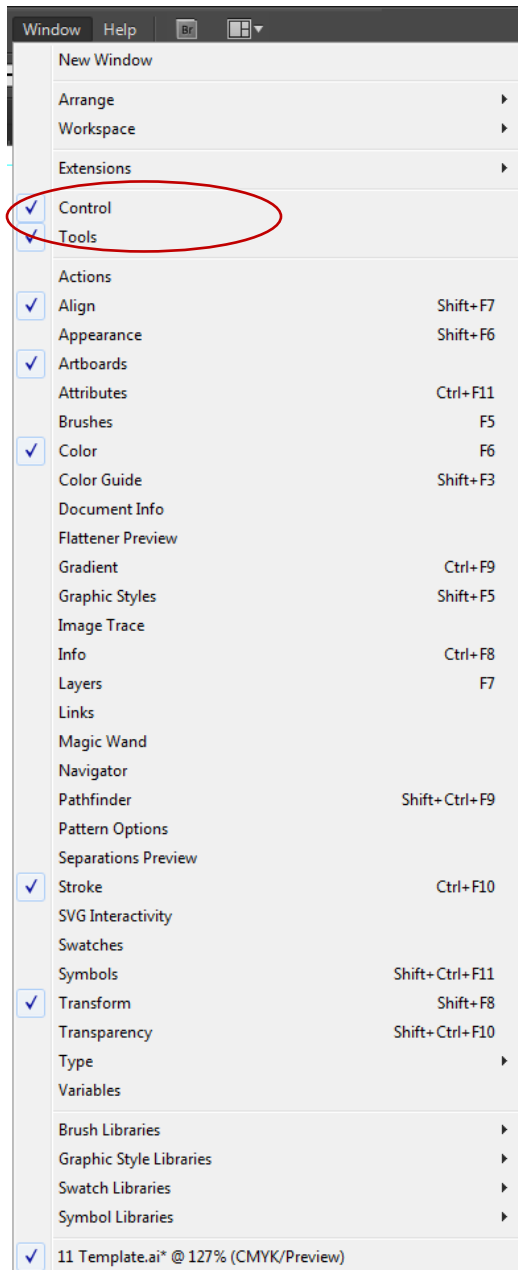 Window Help Br
New Window
Arrange
Workspace
Extensions
Control
Tools
Actions
Align Shift+F7
Appearance Shift+F6
Artboards
Attributes Ctrl+F11
Brushes F5
Color F6
Color Guide Shift+F3
Document Info
Flattener Preview
Gradient Ctrl+F9
Graphic Styles Shift+F5
Image Trace
Info Ctrl+F8
Layers F7
Links
Magic Wand
Navigator
Pathfinder Shift+Ctrl+F9
Pattern Options
Separations Preview
Stroke Ctrl+F10
SVG Interactivity
Swatches
Symbols Shift+Ctrl+F11
Transform Shift+F8
Transparency Shift+Ctrl+F10
Type
Variables
Brush Libraries
Graphic Style Libraries
Swatch Libraries
Symbol Libraries
11 Template.ai* @ 127% (CMYK/Preview)